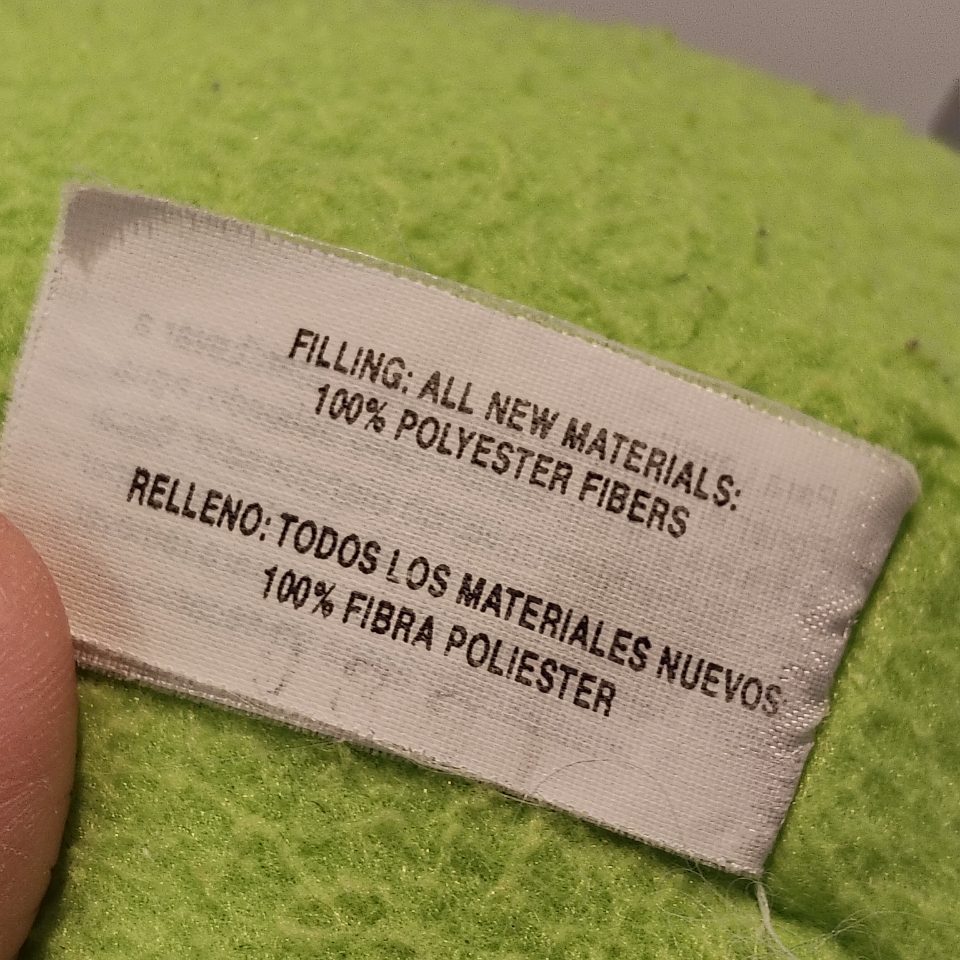 FILLING: ALL NEW MATERIALS:
100% POLYESTER FIBERS
RELLENO: TODOS LOS MATERIALES NUEVOS:
100% FIBRA POLIESTER